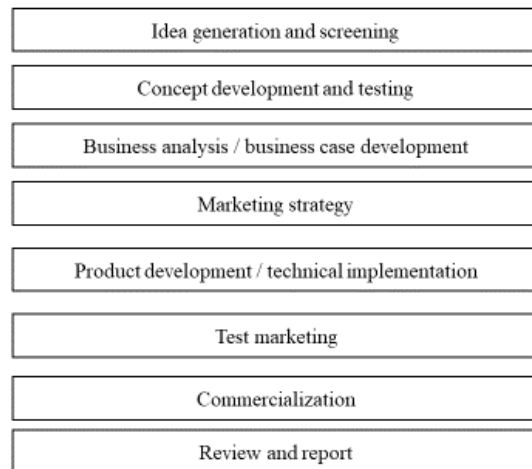 Idea generation and screening
Concept development and testing
Business analysis / business case development
Marketing strategy
Product development / technical implementation
Test marketing
Commercialization
Review and report